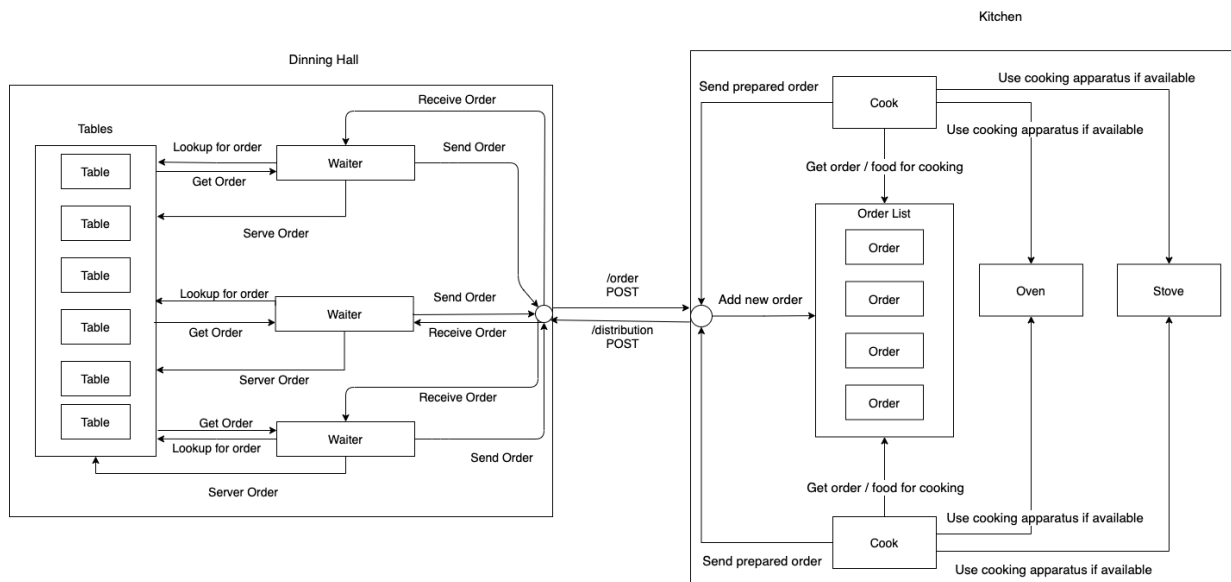 Kitchen
Dinning Hall
Send prepared order
Cook
Use cooking apparatus if available
Use cooking apparatus if available
Receive Order
Tables
Lookup for order
Waiter
Send Order
Get Order
Serve Order
Table
Table
Table
Table
Table
Table
Get order / food for cooking
Order List
Order
Order
Order
Order
Oven
Stove
/order
POST
/distribution
POST
Add new order
Lookup for order
Waiter
Send Order
Get Order
Receive Order
Server Order
Receive Order
Get Order
Waiter
Lookup for order
Send Order
Server Order
Get order / food for cooking
Cook
Use cooking apparatus if available
Send prepared order
Use cooking apparatus if available